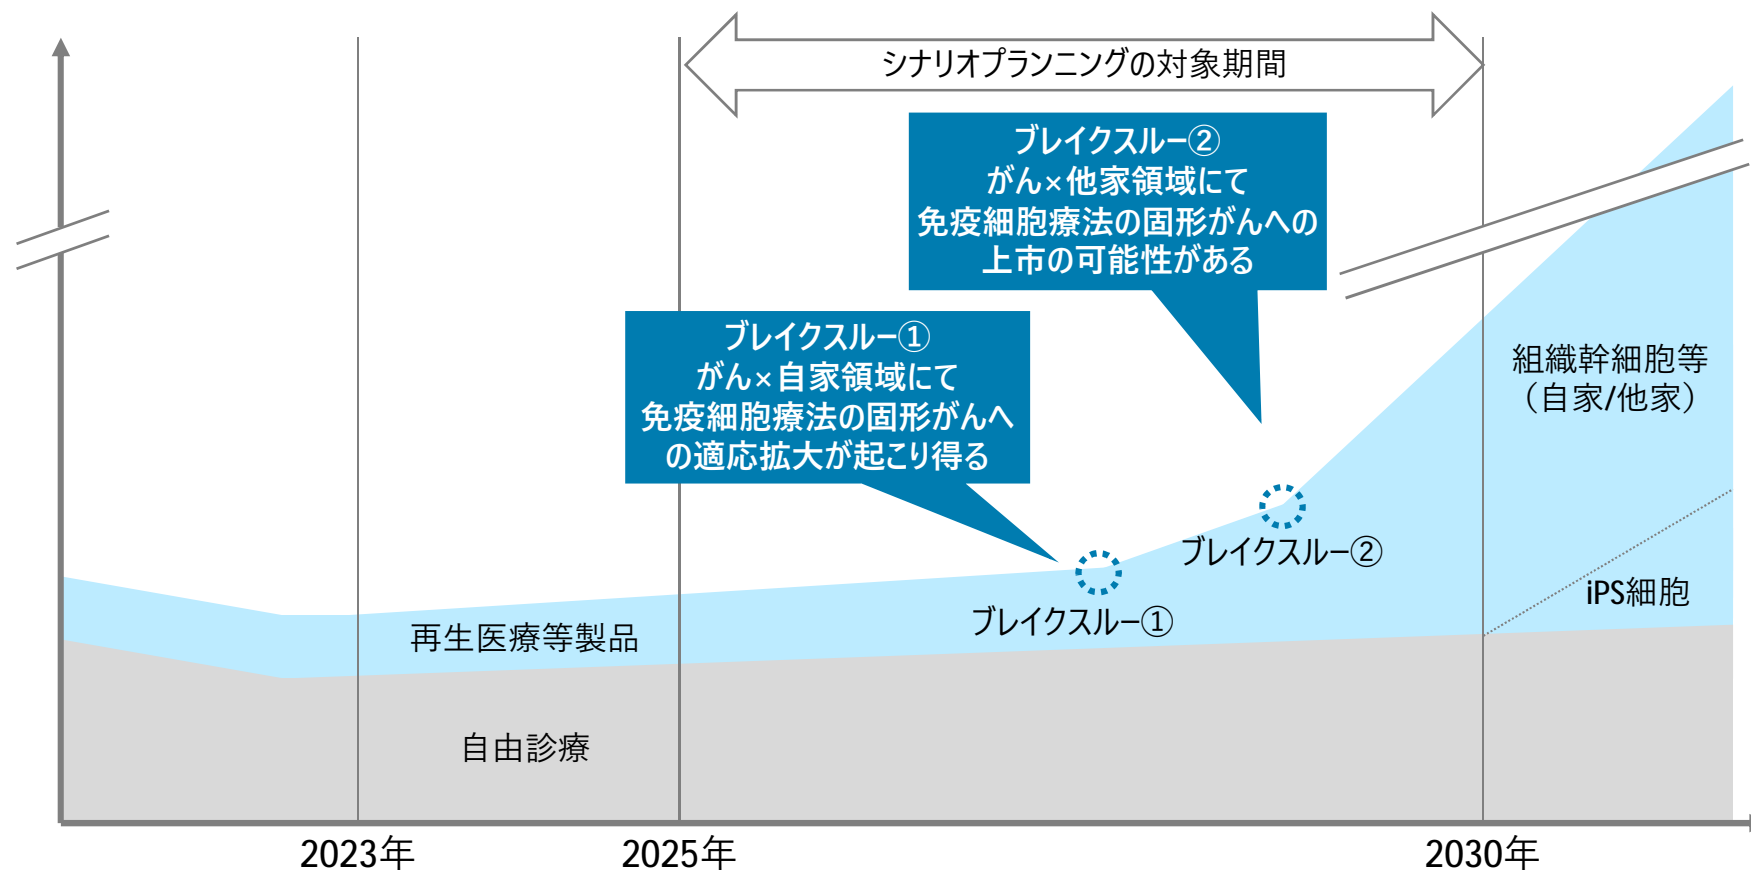 シナリオプランニングの対象期間
ブレイクスルー②
がん×他家領域にて
免疫細胞療法の固形がんへの
上市の可能性がある
ブレイクスルー①
がん×自家領域にて
免疫細胞療法の固形がんへ
の適応拡大が起こり得る
組織幹細胞等
（自家/他家）
ブレイクスルー②
iPS細胞
ブレイクスルー①
再生医療等製品
自由診療
2023年
2025年
2030年